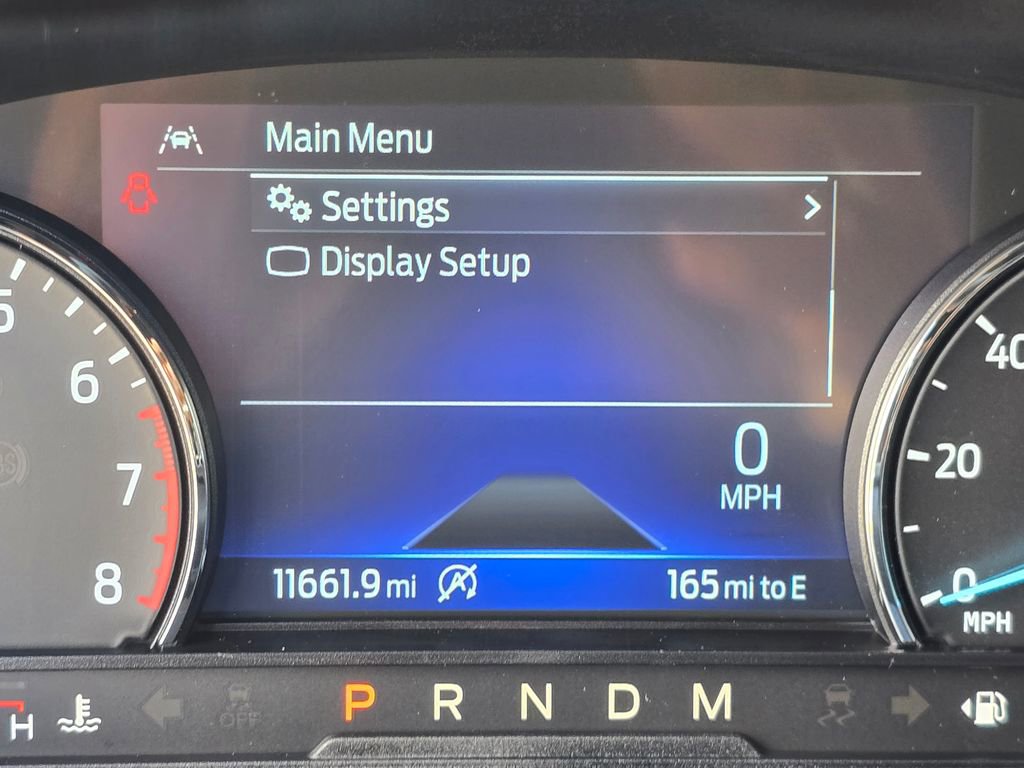 Main Menu
Settings
Display Setup
5
6
7
8
0
MPH
40
20
0
MPH
11661.9 mi
A
165 mi to E
H
OFF
P R N D M